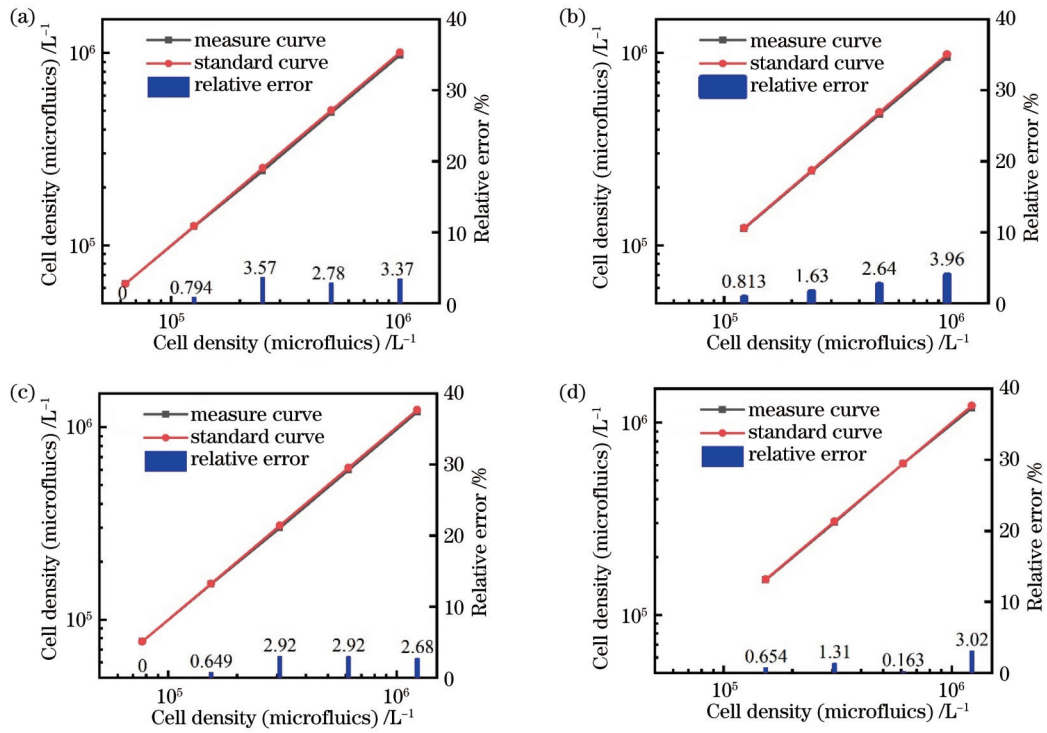 (a)
measure curve
standard curve
relative error
Cell density (microfluics) /L⁻¹
10⁶
10⁵
40
30
20
10
0
Relative error /%
0
0.794
3.57
2.78
3.37
10⁵
10⁶
Cell density (microfluics) /L⁻¹
(b)
measure curve
standard curve
relative error
Cell density (microfluics) /L⁻¹
10⁶
10⁵
40
30
20
10
0
Relative error /%
0.813
1.63
2.64
3.96
10⁵
10⁶
Cell density (microfluics) /L⁻¹
(c)
measure curve
standard curve
relative error
Cell density (microfluics) /L⁻¹
10⁶
10⁵
40
30
20
10
0
Relative error /%
0
0.649
2.92
2.92
2.68
10⁵
10⁶
Cell density (microfluics) /L⁻¹
(d)
measure curve
standard curve
relative error
Cell density (microfluics) /L⁻¹
10⁶
10⁵
40
30
20
10
0
Relative error /%
0.654
1.31
0.163
3.02
10⁵
10⁶
Cell density (microfluics) /L⁻¹